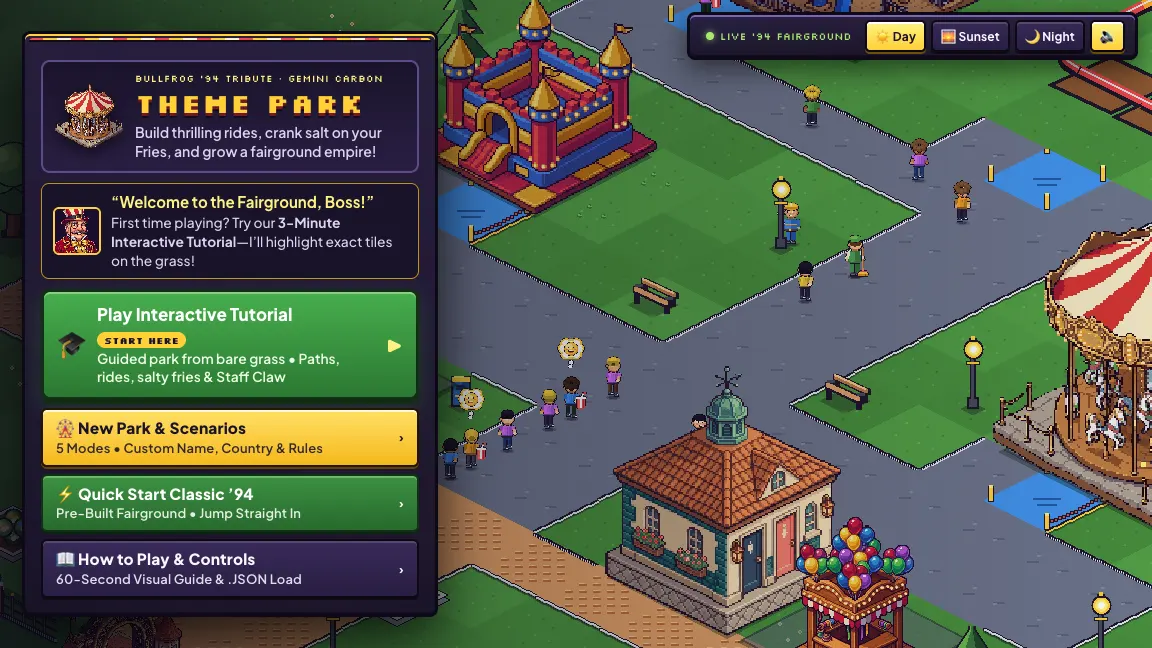 LIVE '94 FAIRGROUND
Day
Sunset
Night
BULLFROG '94 TRIBUTE · GEMINI CARBON
THEME PARK
Build thrilling rides, crank salt on your
Fries, and grow a fairground empire!
“Welcome to the Fairground, Boss!”
First time playing? Try our 3-Minute
Interactive Tutorial—I'll highlight exact tiles
on the grass!
Play Interactive Tutorial
START HERE
Guided park from bare grass • Paths,
rides, salty fries & Staff Claw
New Park & Scenarios
5 Modes • Custom Name, Country & Rules
Quick Start Classic ’94
Pre-Built Fairground • Jump Straight In
How to Play & Controls
60-Second Visual Guide & .JSON Load